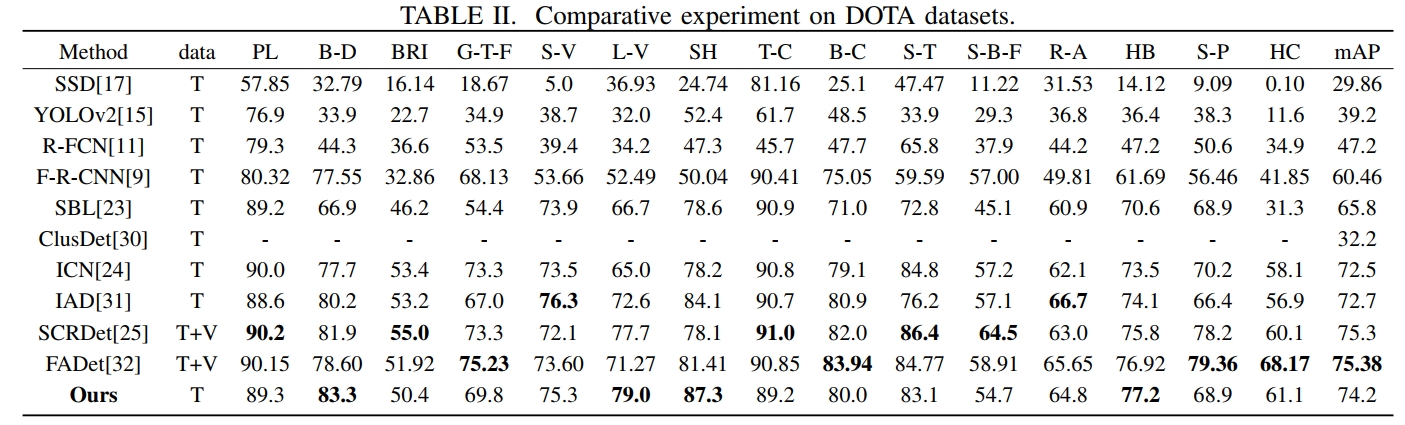 TABLE II. Comparative experiment on DOTA datasets.
Method data PL B-D BRI G-T-F S-V L-V SH T-C B-C S-T S-B-F R-A HB S-P HC mAP
SSD[17] T 57.85 32.79 16.14 18.67 5.0 36.93 24.74 81.16 25.1 47.47 11.22 31.53 14.12 9.09 0.10 29.86
YOLOv2[15] T 76.9 33.9 22.7 34.9 38.7 32.0 52.4 61.7 48.5 33.9 29.3 36.8 36.4 38.3 11.6 39.2
R-FCN[11] T 79.3 44.3 36.6 53.5 39.4 34.2 47.3 45.7 47.7 65.8 37.9 44.2 47.2 50.6 34.9 47.2
F-R-CNN[9] T 80.32 77.55 32.86 68.13 53.66 52.49 50.04 90.41 75.05 59.59 57.00 49.81 61.69 56.46 41.85 60.46
SBL[23] T 89.2 66.9 46.2 54.4 73.9 66.7 78.6 90.9 71.0 72.8 45.1 60.9 70.6 68.9 31.3 65.8
ClusDet[30] T - - - - - - - - - - - - - - - 32.2
ICN[24] T 90.0 77.7 53.4 73.3 73.5 65.0 78.2 90.8 79.1 84.8 57.2 62.1 73.5 70.2 58.1 72.5
IAD[31] T 88.6 80.2 53.2 67.0 76.3 72.6 84.1 90.7 80.9 76.2 57.1 66.7 74.1 66.4 56.9 72.7
SCRDet[25] T+V 90.2 81.9 55.0 73.3 72.1 77.7 78.1 91.0 82.0 86.4 64.5 63.0 75.8 78.2 60.1 75.3
FADet[32] T+V 90.15 78.60 51.92 75.23 73.60 71.27 81.41 90.85 83.94 84.77 58.91 65.65 76.92 79.36 68.17 75.38
Ours T 89.3 83.3 50.4 69.8 75.3 79.0 87.3 89.2 80.0 83.1 54.7 64.8 77.2 68.9 61.1 74.2